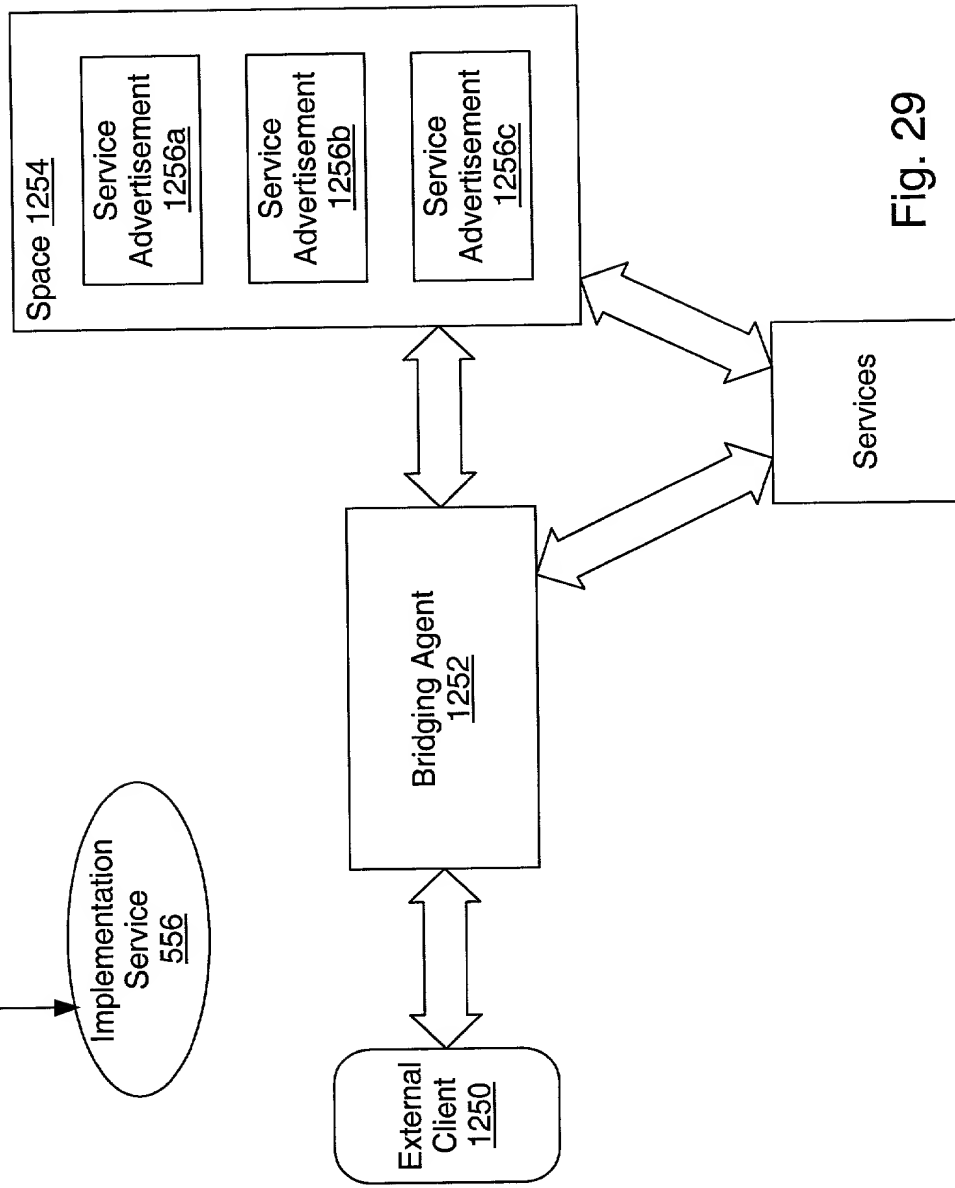 Implementation
Service
556
External
Client
1250
Bridging Agent
1252
Space 1254
Service
Advertisement
1256a
Service
Advertisement
1256b
Service
Advertisement
1256c
Services
Fig. 29